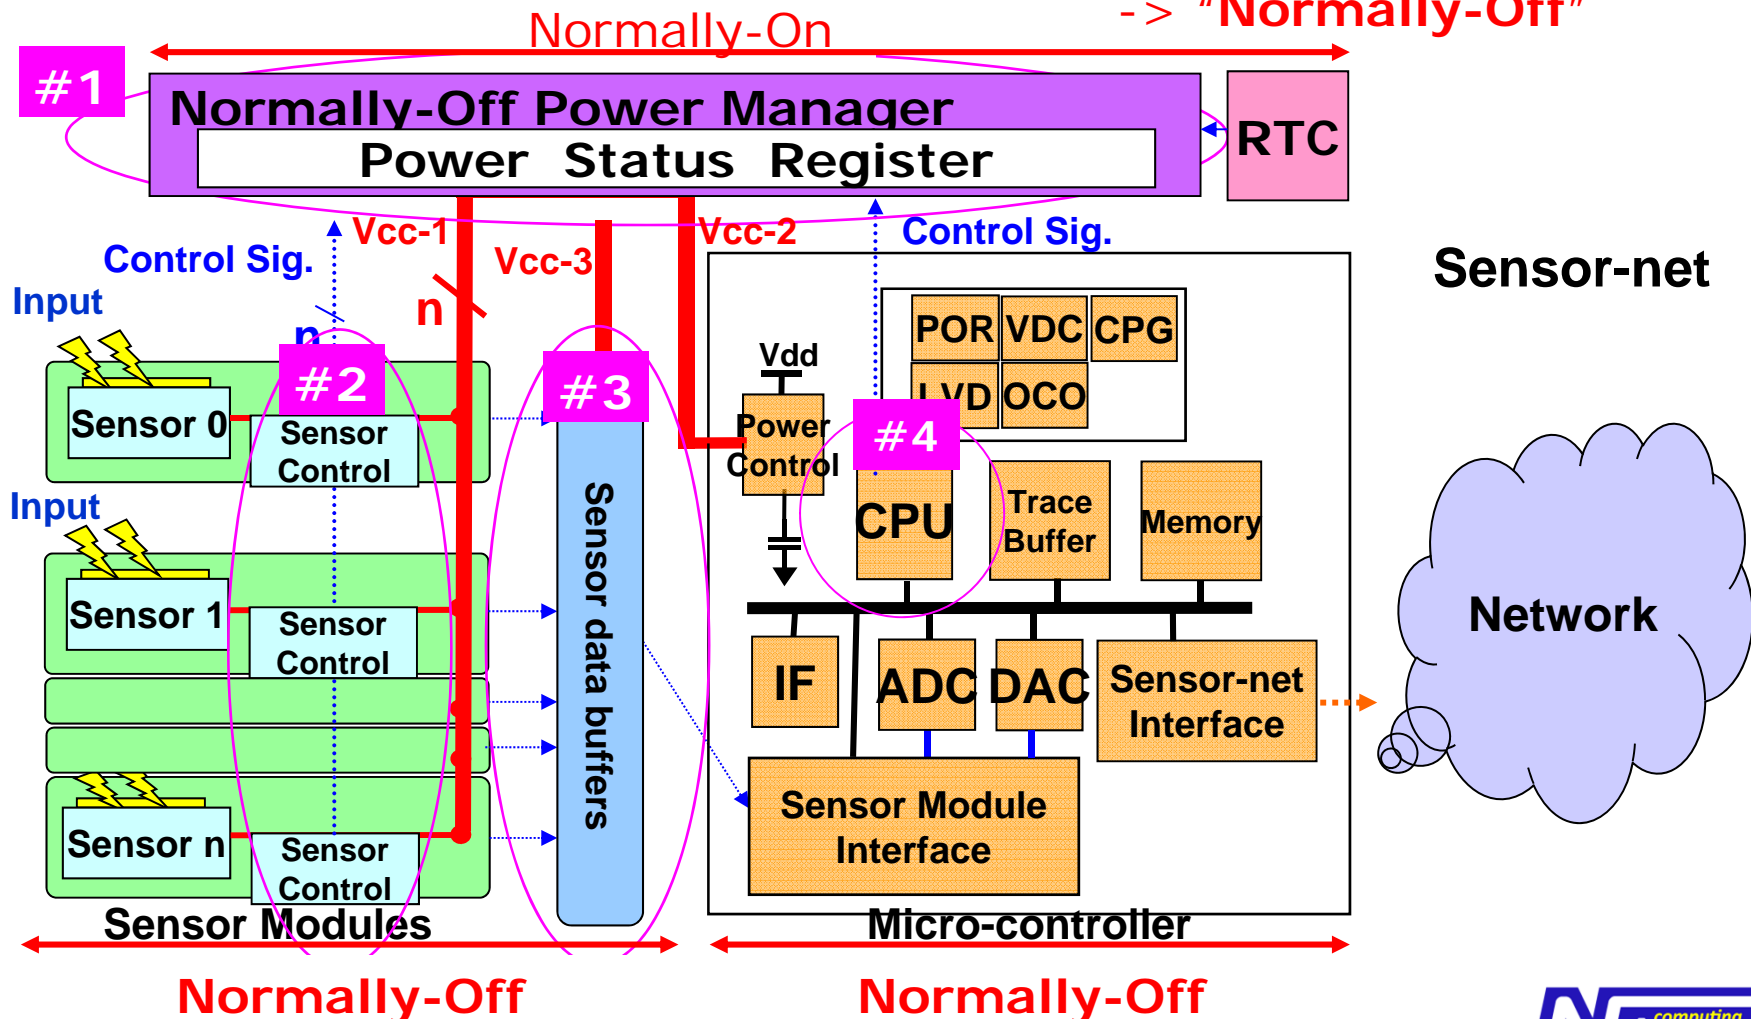 -> “Normally-Off”
Normally-On
#1
Normally-Off Power Manager
Power Status Register
RTC
Vcc-1
Vcc-3
Vcc-2
Control Sig.
Control Sig.
n
n
Sensor-net
Input
Sensor 0
#2
Sensor
Control
#3
Sensor data buffers
Input
Sensor 1
Sensor
Control
Sensor n
Sensor
Control
Sensor Modules
Vdd
Power
Control
POR
VDC
CPG
LVD
OCO
#4
CPU
Trace
Buffer
Memory
IF
ADC
DAC
Sensor-net
Interface
Sensor Module
Interface
Micro-controller
Network
Normally-Off
Normally-Off
computing